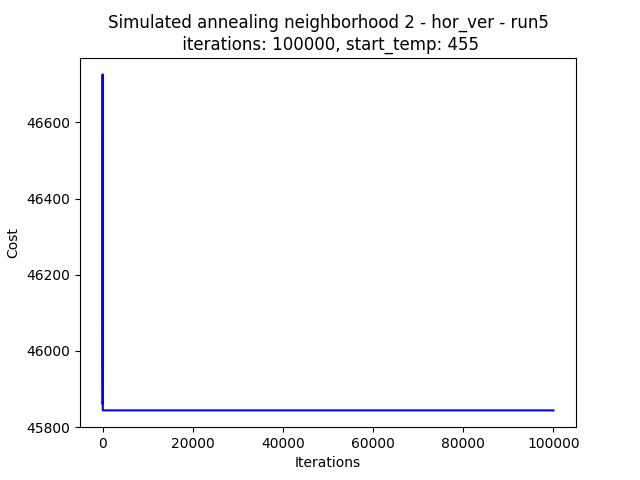 Simulated annealing neighborhood 2 - hor_ver - run5
iterations: 100000, start_temp: 455
46600
46400
46200
46000
45800
Cost
0 20000 40000 60000 80000 100000
Iterations